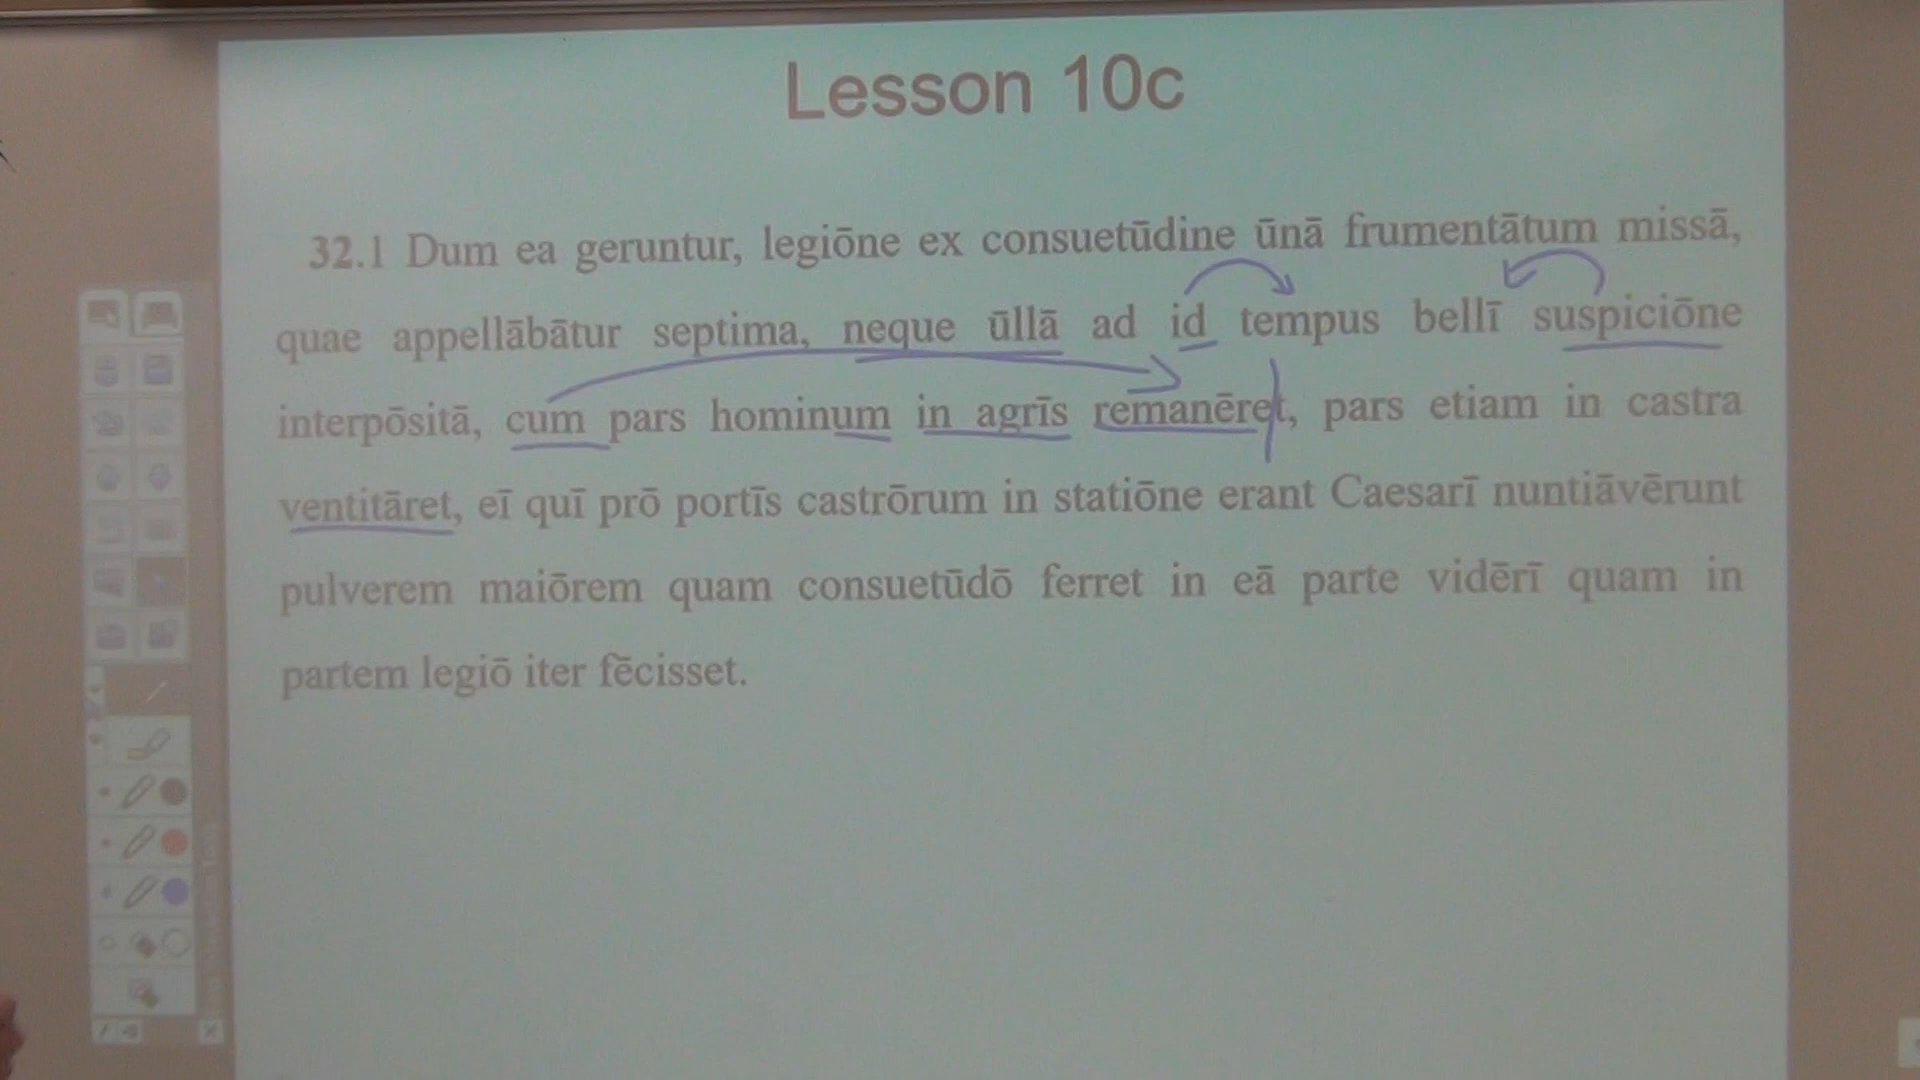 Lesson 10c
32.1 Dum ea geruntur, legiōne ex consuetūdine ūnā frumentātum missā,
quae appellābātur septima, neque ūllā ad id tempus bellī suspiciōne
interpōsitā, cum pars hominum in agrīs remanēret, pars etiam in castra
ventitāret, eī quī prō portīs castrōrum in statiōne erant Caesarī nuntiāvērunt
pulverem maiōrem quam consuetūdō ferret in eā parte vidērī quam in
partem legiō iter fēcisset.